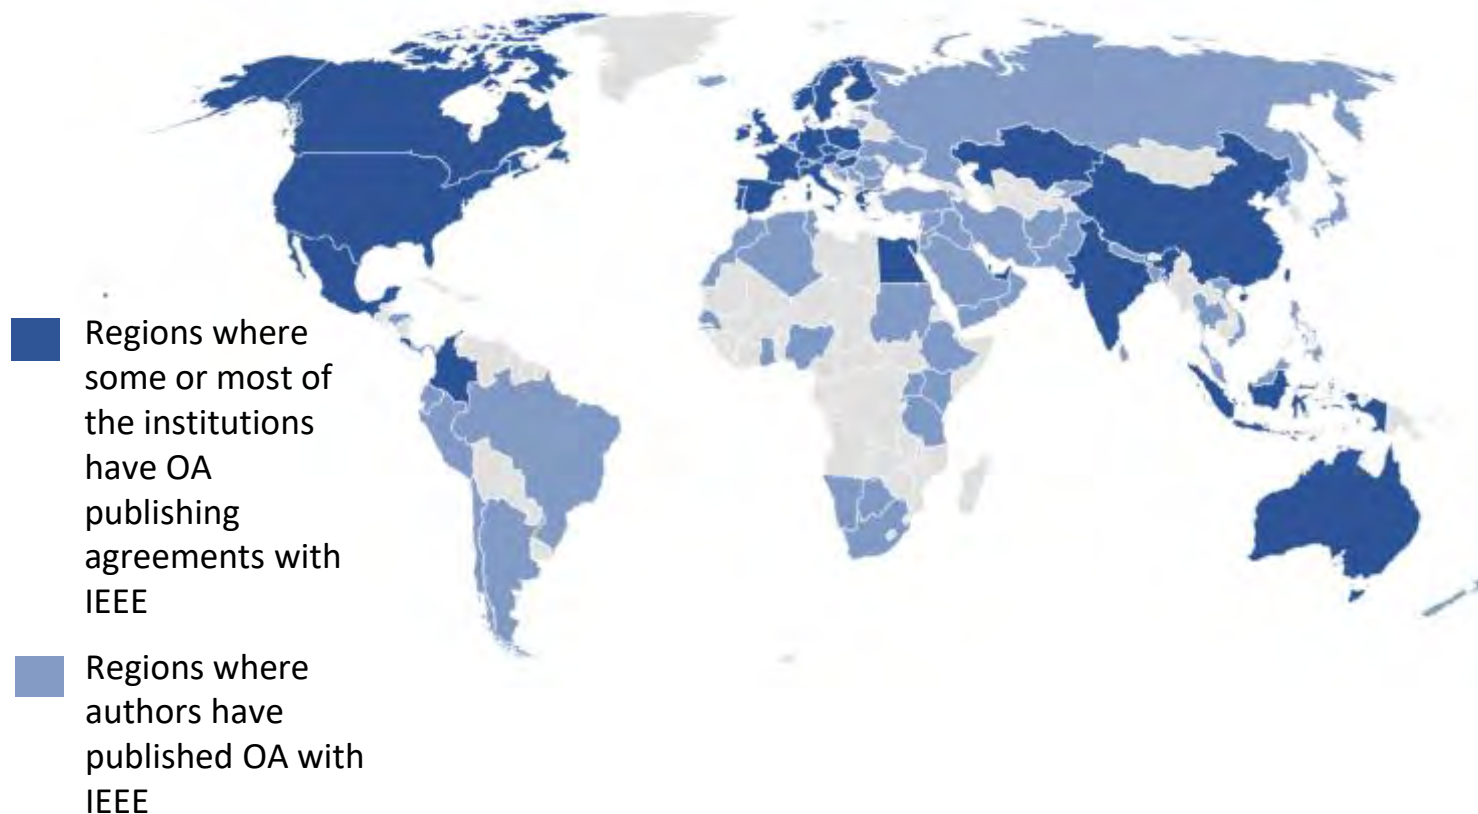 Regions where
some or most of
the institutions
have OA
publishing
agreements with
IEEE
Regions where
authors have
published OA with
IEEE